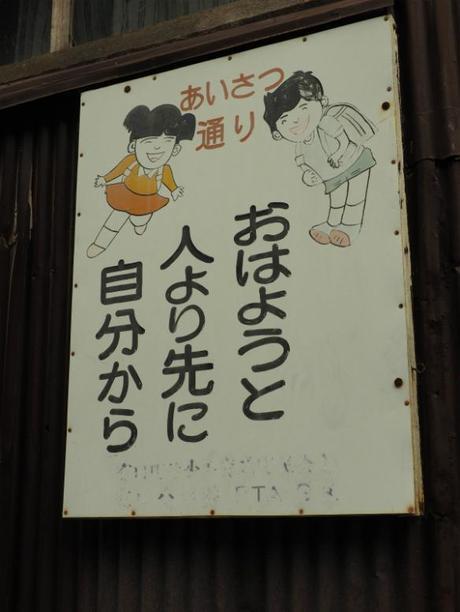 あいさつ
通り
おはようと
人より先に
自分から